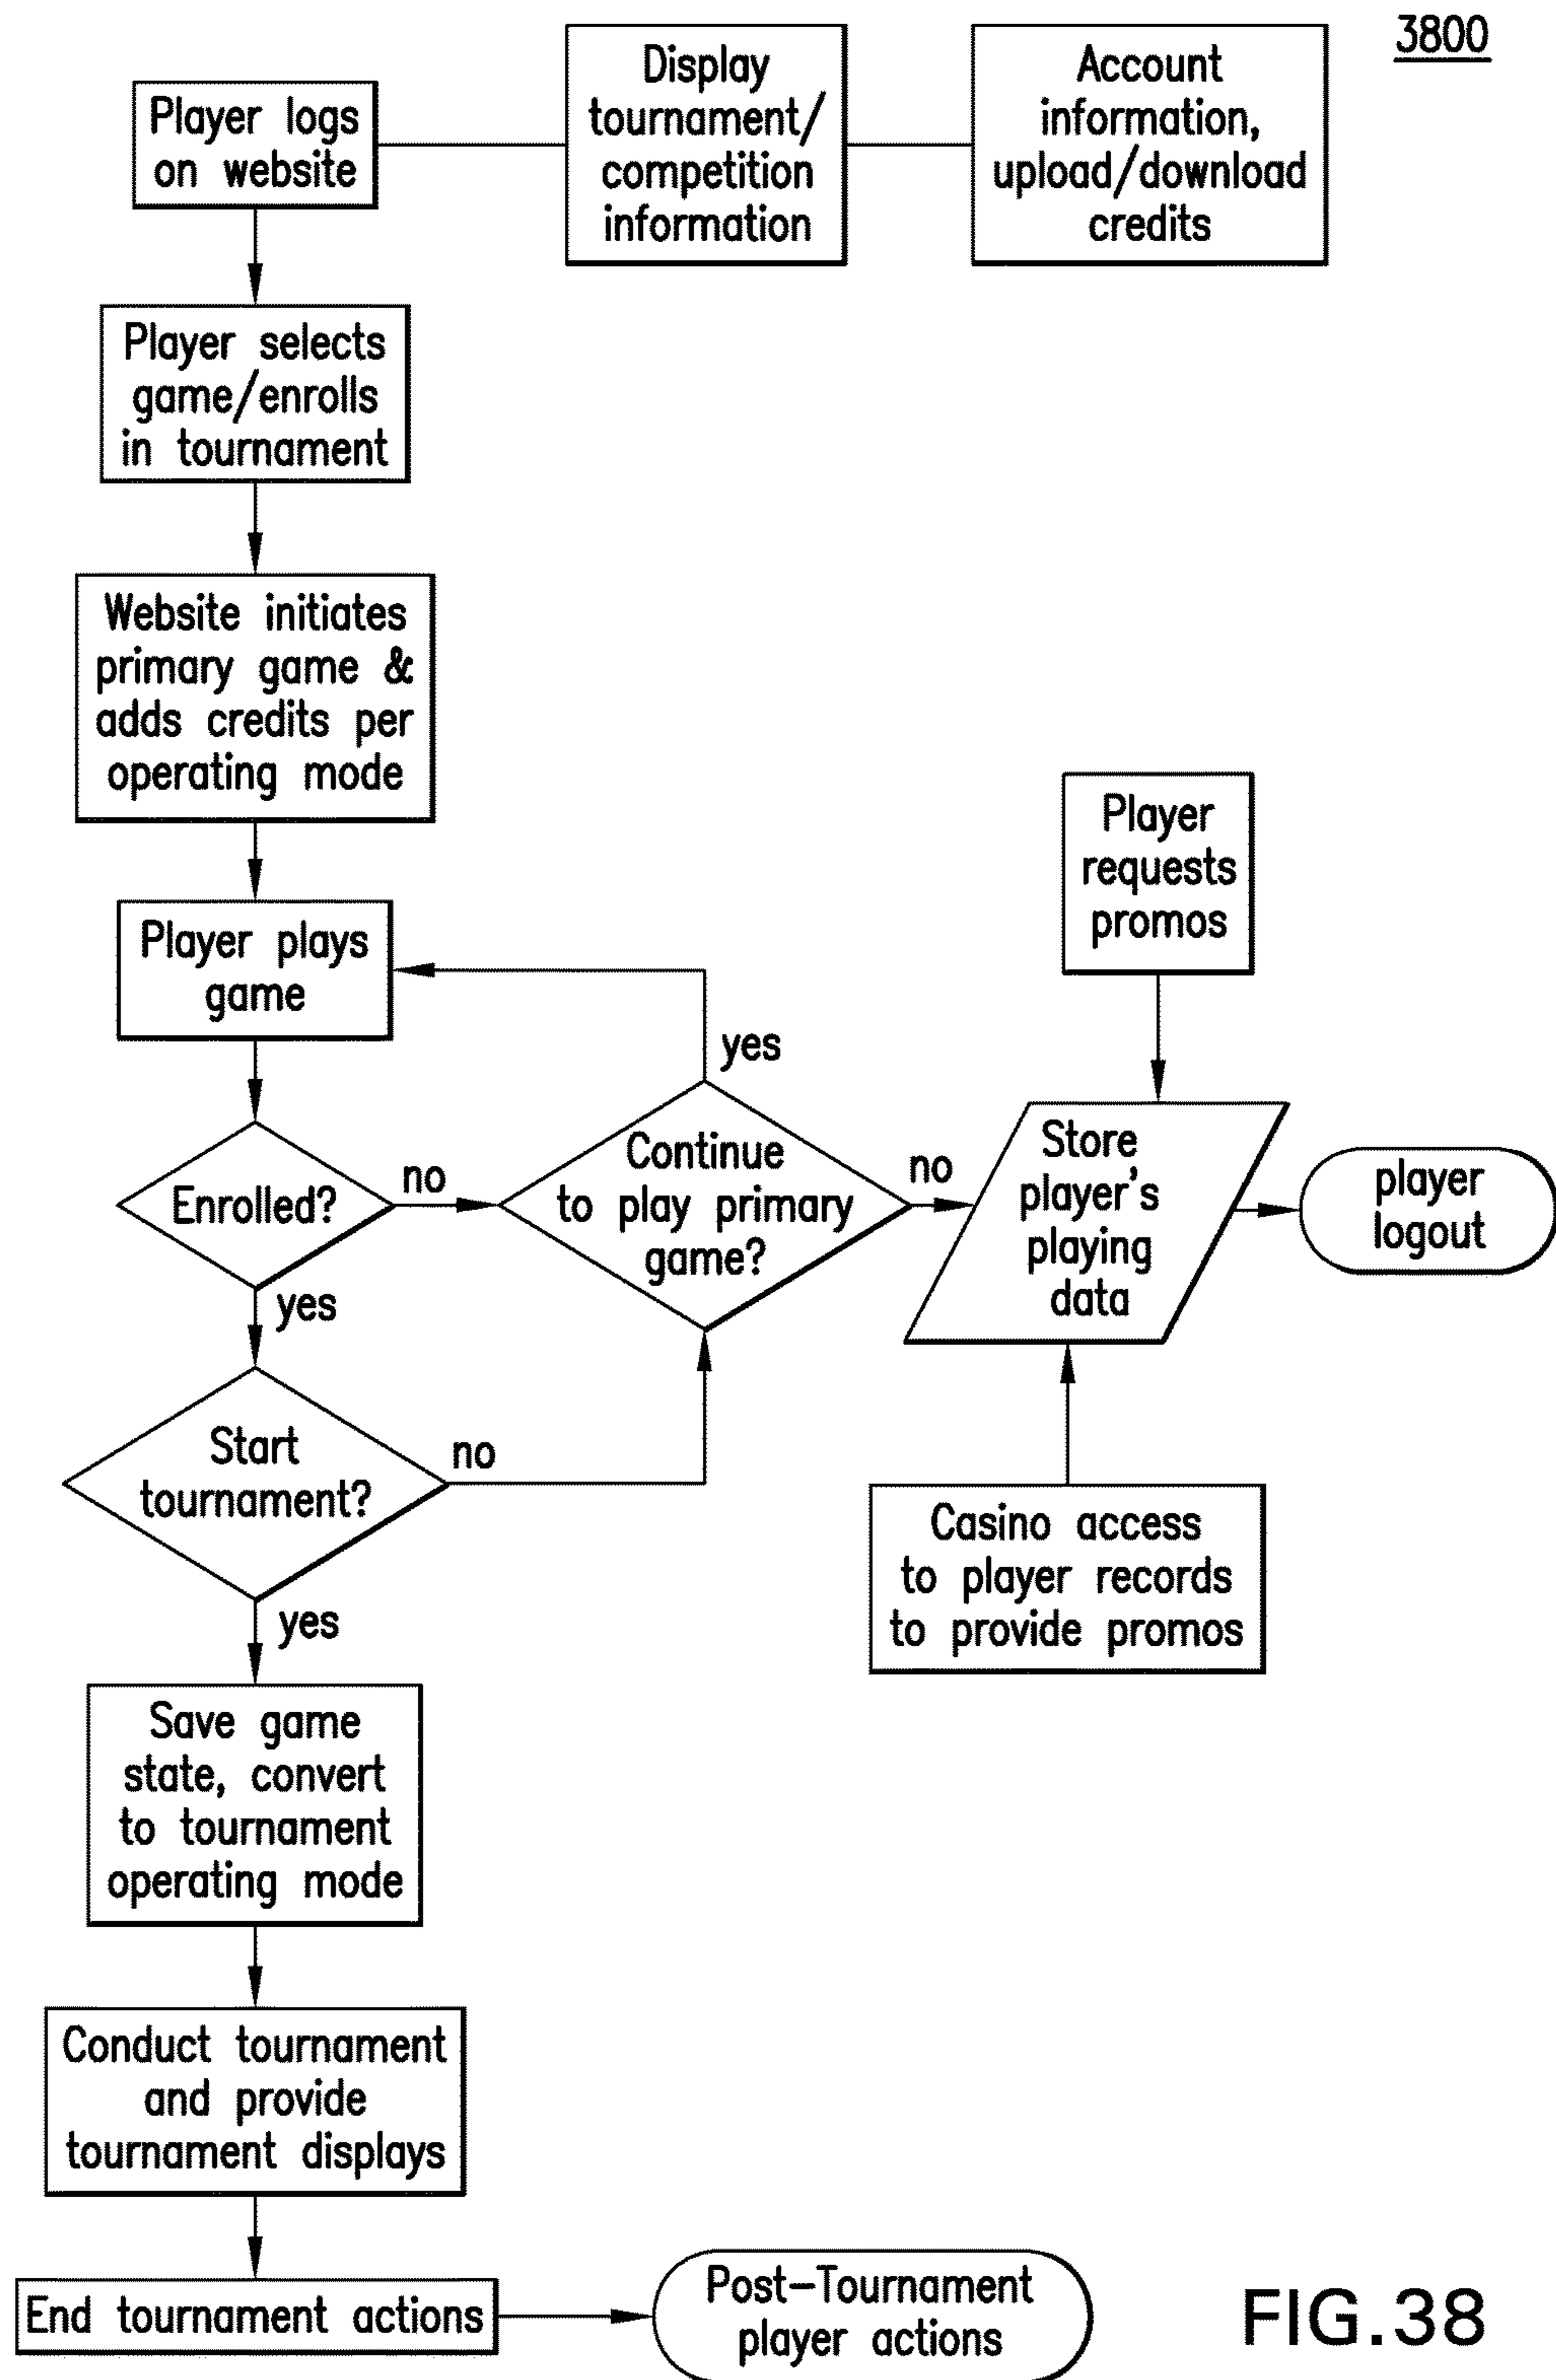 3800
Player logs
on website
Display
tournament/
competition
information
Account
information,
upload/download
credits
Player selects
game/enrolls
in tournament
Website initiates
primary game &
adds credits per
operating mode
Player plays
game
yes
Player
requests
promos
Enrolled?
no
Continue
to play primary
game?
no
Store
player's
playing
data
player
logout
yes
Start
tournament?
no
Casino access
to player records
to provide promos
yes
Save game
state, convert
to tournament
operating mode
Conduct tournament
and provide
tournament displays
End tournament actions
Post-Tournament
player actions
FIG.38